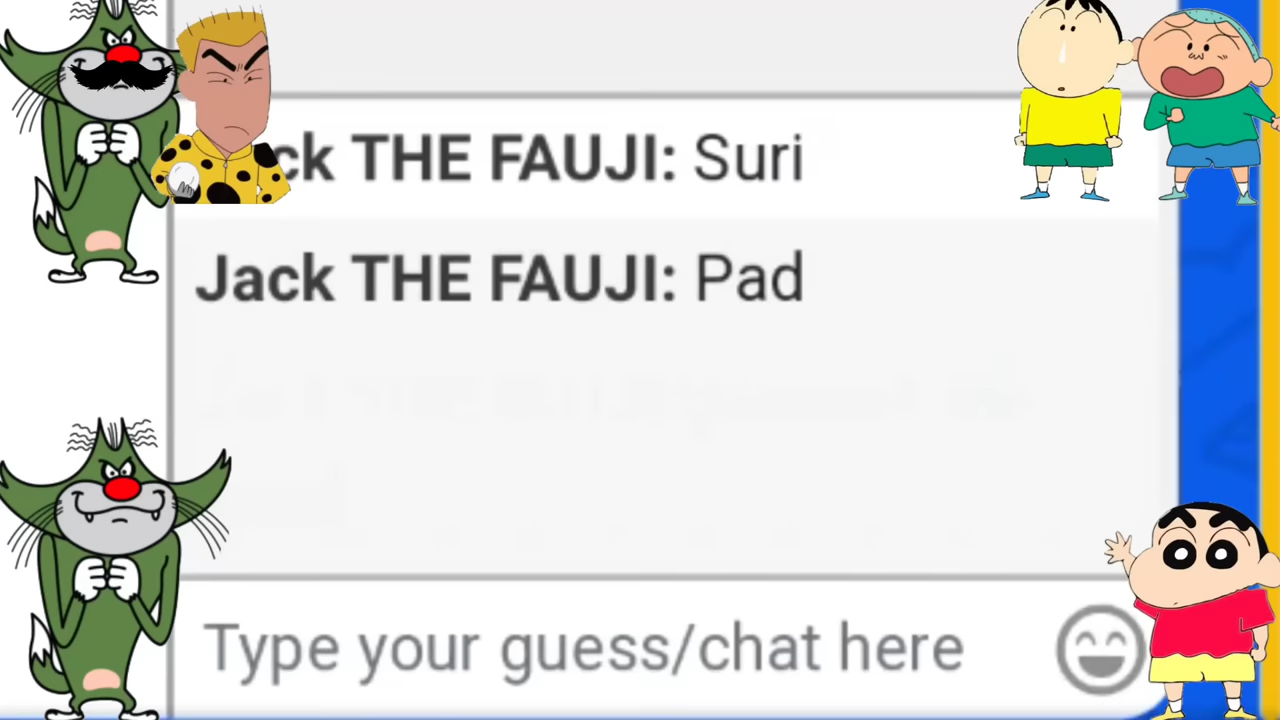 ck THE FAUJI: Suri
Jack THE FAUJI: Pad
Type your guess/chat here